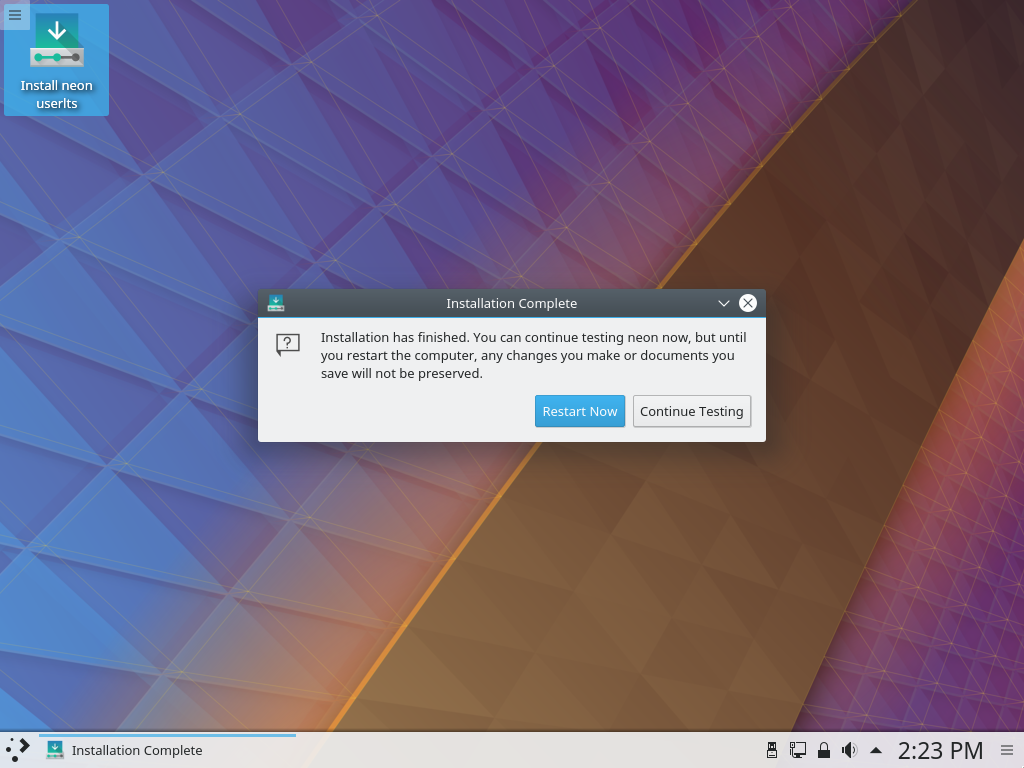 Install neon
userlts
Installation Complete
Installation has finished. You can continue testing neon now, but until
you restart the computer, any changes you make or documents you
save will not be preserved.
Restart Now
Continue Testing
Installation Complete
2:23 PM